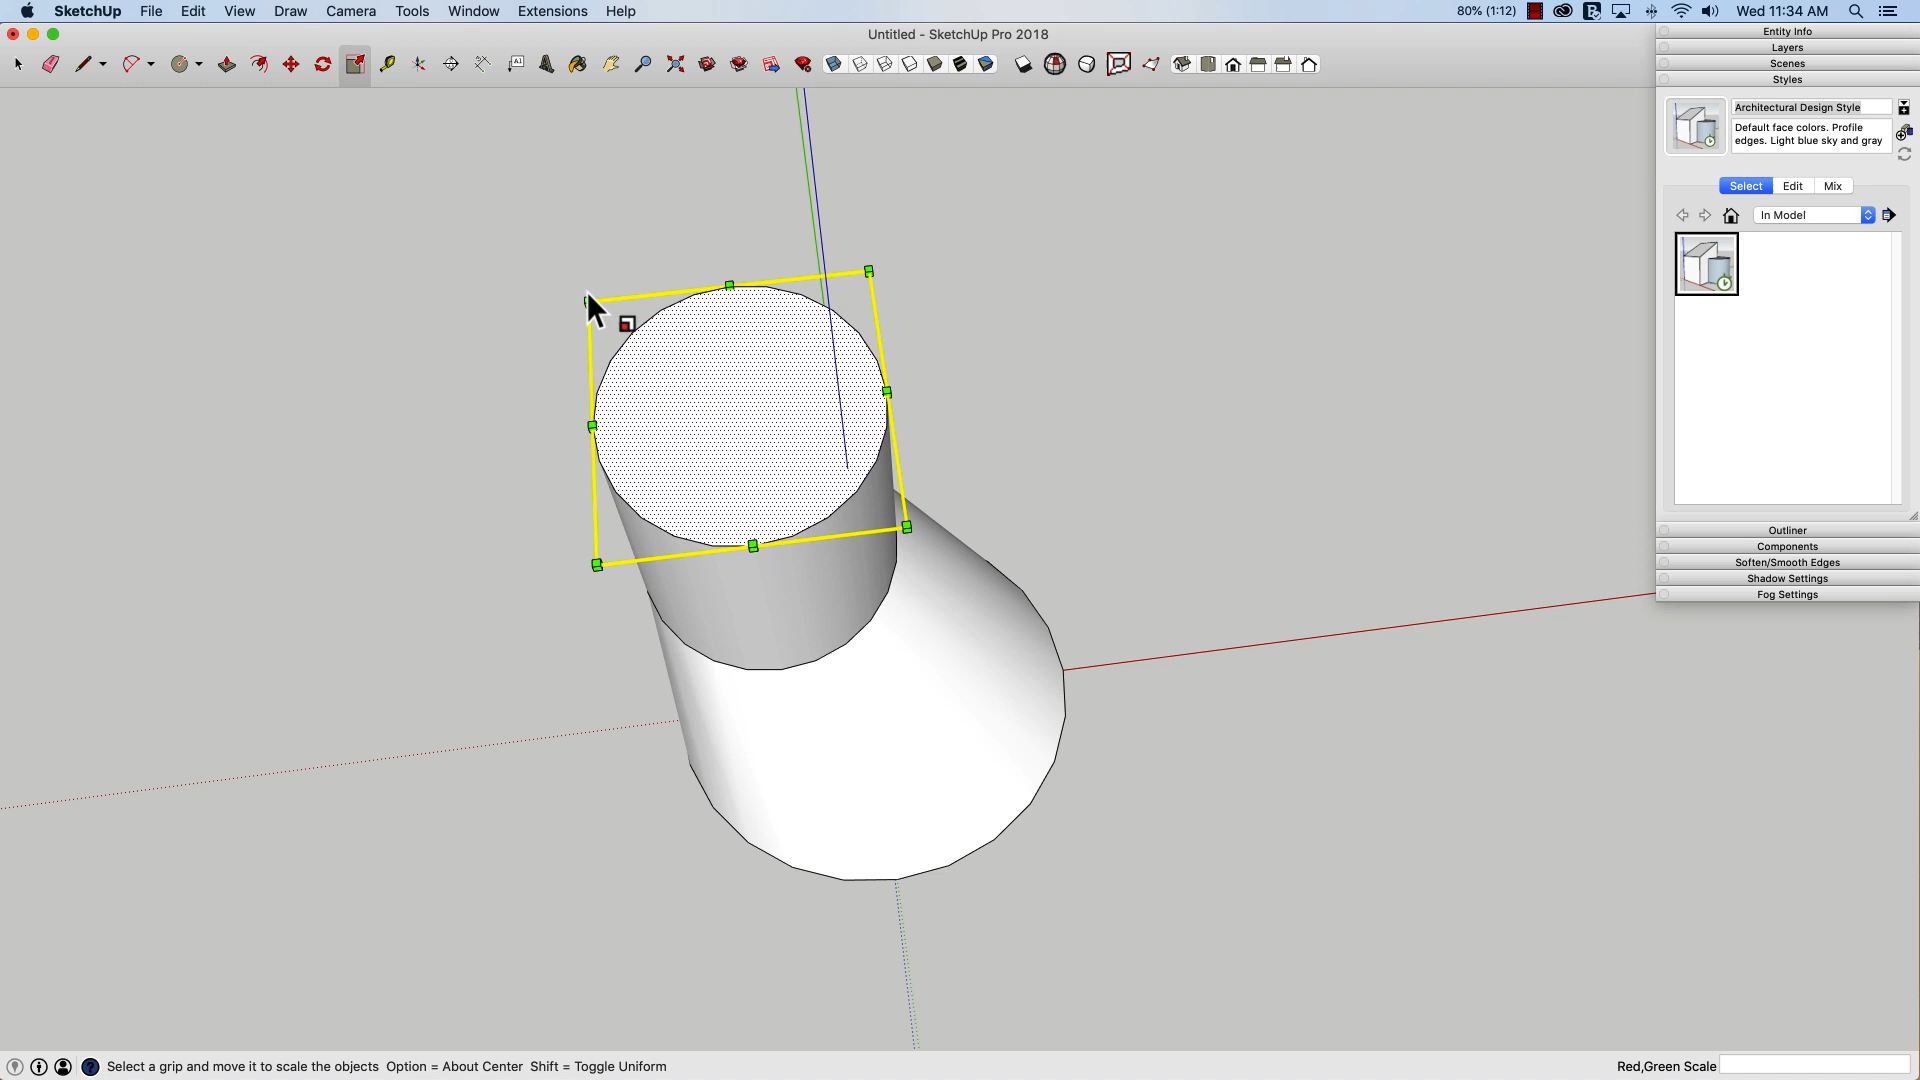 SketchUp File Edit View Draw Camera Tools Window Extensions Help 80% (1:12) Wed 11:34 AM
Untitled - SketchUp Pro 2018
Entity Info
Layers
Scenes
Styles
Architectural Design Style
Default face colors. Profile
edges. Light blue sky and gray
Select Edit Mix
In Model
Outliner
Components
Soften/Smooth Edges
Shadow Settings
Fog Settings
Select a grip and move it to scale the objects Option = About Center Shift = Toggle Uniform Red,Green Scale